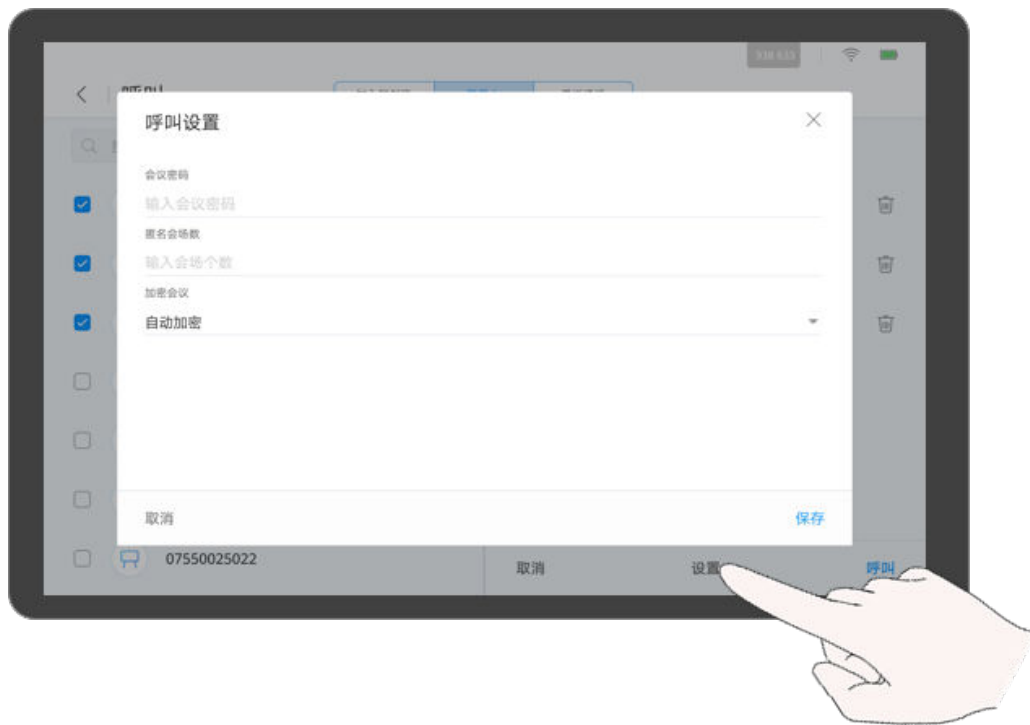 呼叫
呼叫设置
会议密码
输入会议密码
匿名会场数
输入会场个数
加密会议
自动加密
取消
保存
07550025022
取消
设置
呼叫